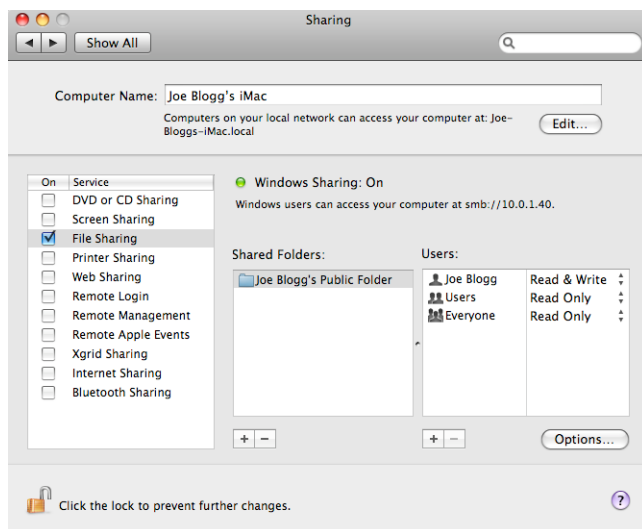 Sharing
Show All
Computer Name: Joe Blogg's iMac
Computers on your local network can access your computer at: Joe-
Bloggs-iMac.local
Edit...
On Service
DVD or CD Sharing
Screen Sharing
File Sharing
Printer Sharing
Web Sharing
Remote Login
Remote Management
Remote Apple Events
Xgrid Sharing
Internet Sharing
Bluetooth Sharing
Windows Sharing: On
Windows users can access your computer at smb://10.0.1.40.
Shared Folders:
Joe Blogg's Public Folder
Users:
Joe Blogg Read & Write
Users Read Only
Everyone Read Only
+ −
+ −
Options...
Click the lock to prevent further changes.
?